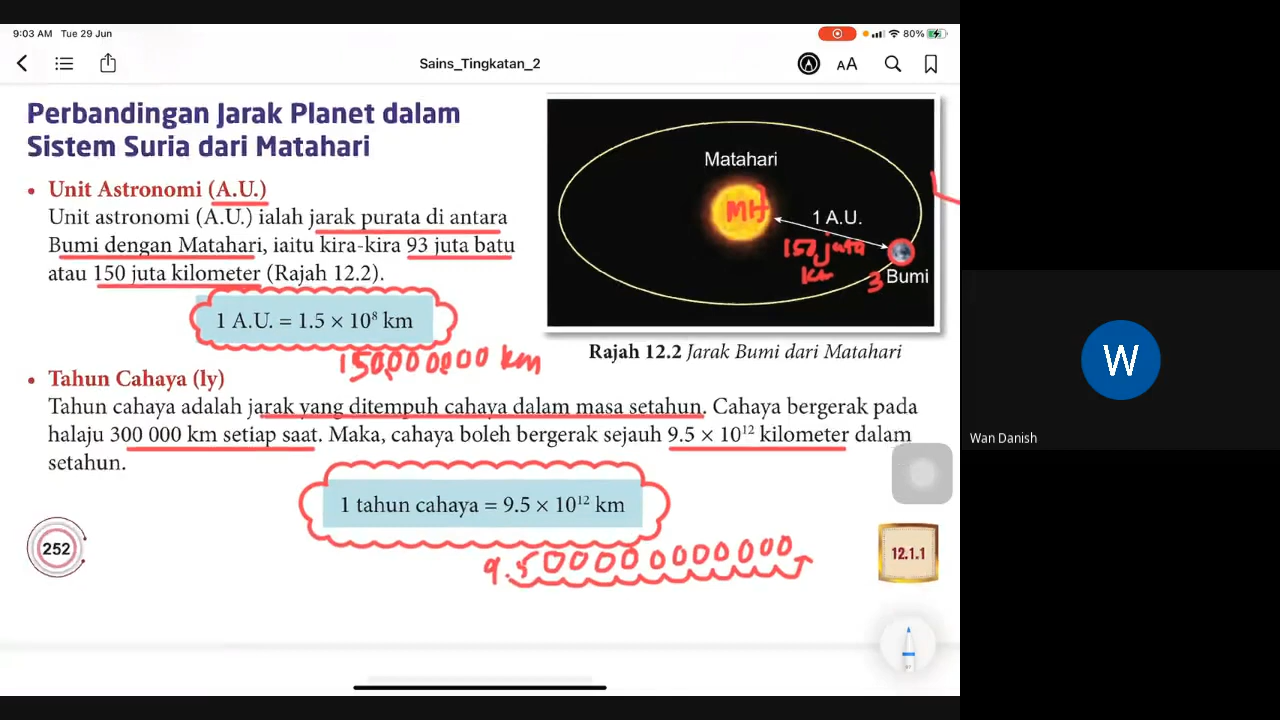 9:03 AM Tue 29 Jun
80%
Sains_Tingkatan_2
AA
Perbandingan Jarak Planet dalam
Sistem Suria dari Matahari
• Unit Astronomi (A.U.)
Unit astronomi (A.U.) ialah jarak purata di antara
Bumi dengan Matahari, iaitu kira-kira 93 juta batu
atau 150 juta kilometer (Rajah 12.2).
1 A.U. = 1.5 × 10⁸ km
150,000,000 km
Matahari
MH
1 A.U.
150 juta
km
3
Bumi
Rajah 12.2 Jarak Bumi dari Matahari
• Tahun Cahaya (ly)
Tahun cahaya adalah jarak yang ditempuh cahaya dalam masa setahun. Cahaya bergerak pada
halaju 300 000 km setiap saat. Maka, cahaya boleh bergerak sejauh 9.5 × 10¹² kilometer dalam
setahun.
1 tahun cahaya = 9.5 × 10¹² km
9.500000000000
252
12.1.1
W
Wan Danish